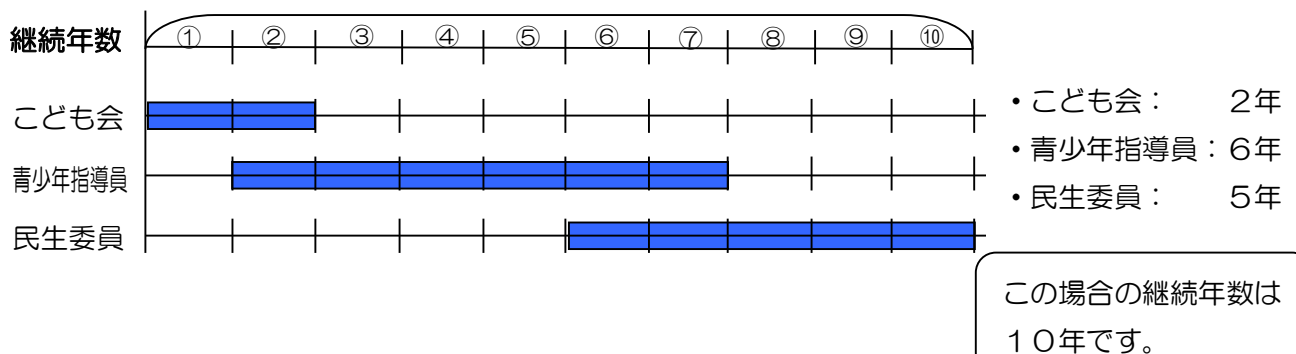 継続年数
① ② ③ ④ ⑤ ⑥ ⑦ ⑧ ⑨ ⑩
こども会
青少年指導員
民生委員
・こども会：　　２年
・青少年指導員：６年
・民生委員：　　５年
この場合の継続年数は
１０年です。